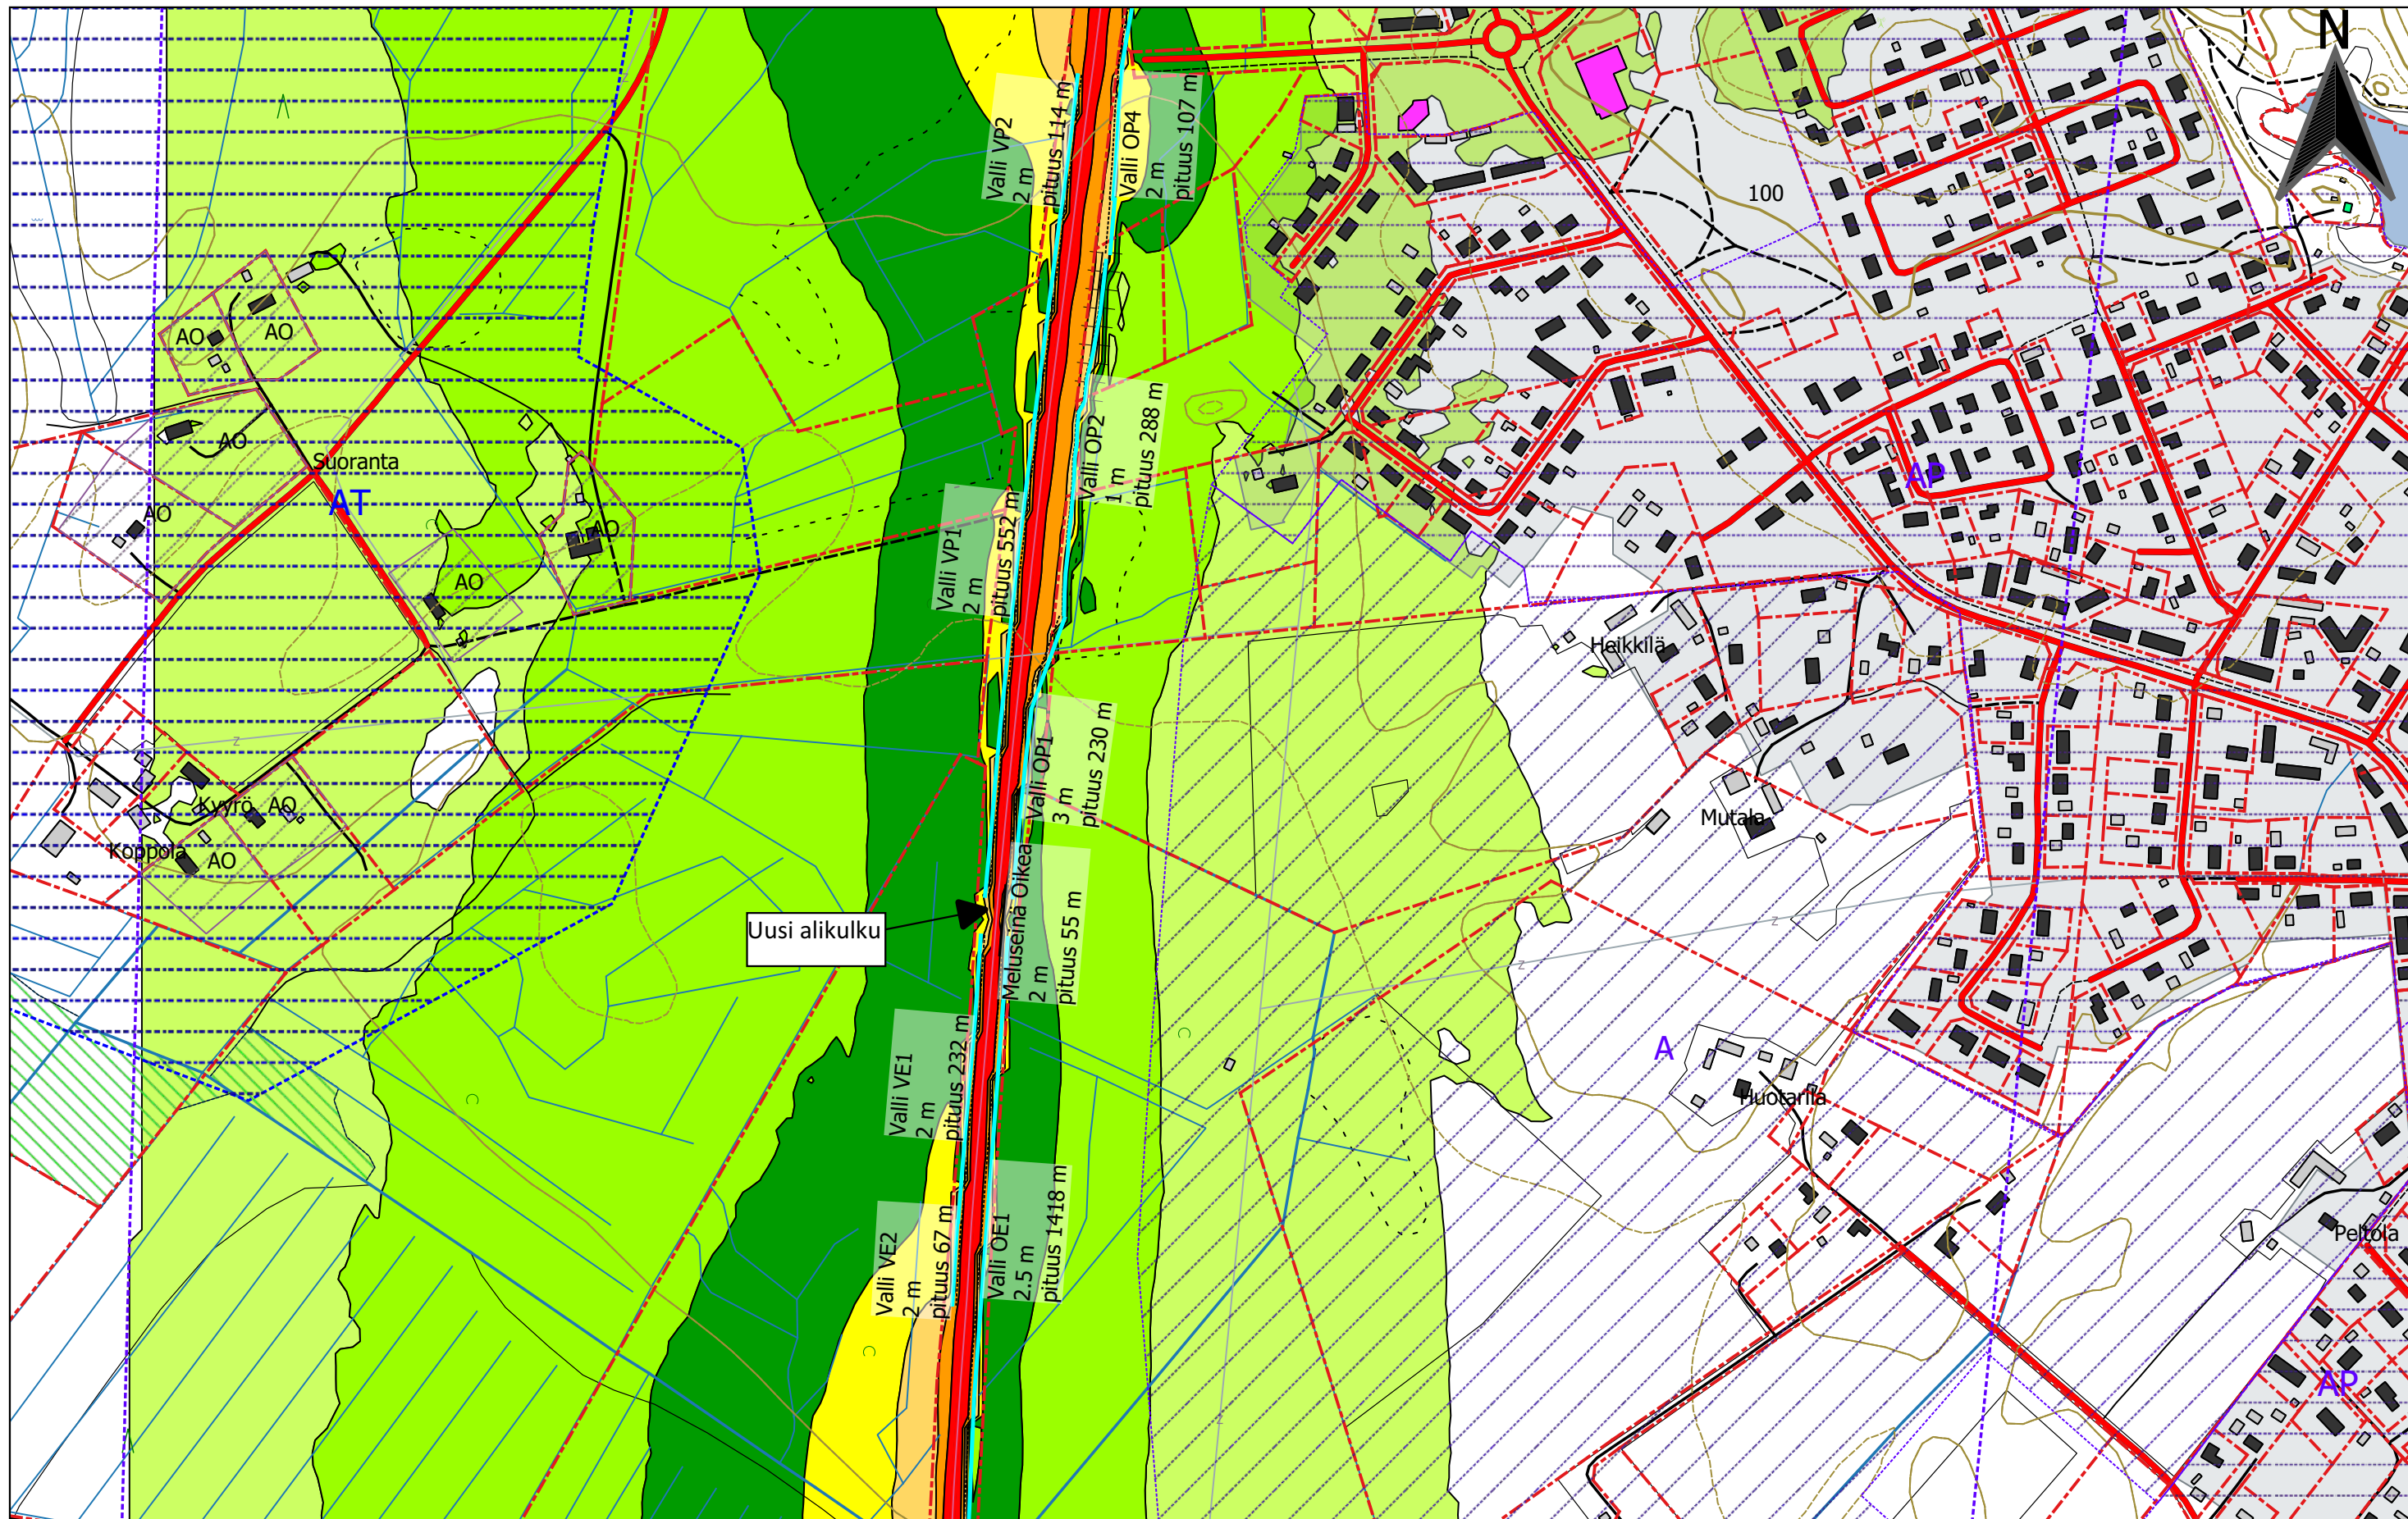 N
Valli VP2
2 m
pituus 114 m
Valli OP4
2 m
pituus 107 m
100
AO
AO
AO
Suoranta
AT
AO
AO
AO
Valli OP2
1 m
pituus 288 m
Valli VP1
2 m
pituus 552 m
AP
Heikkilä
Valli OP1
3 m
pituus 230 m
Kyyrö
AO
Koppola
AO
Mutala
Uusi alikulku
Meluseinä Oikea
2 m
pituus 55 m
A
Huotarila
Valli VE1
2 m
pituus 232 m
Valli VE2
2 m
pituus 67 m
Valli OE1
2.5 m
pituus 1418 m
Peltola
AP
z
z
z
z
z
z